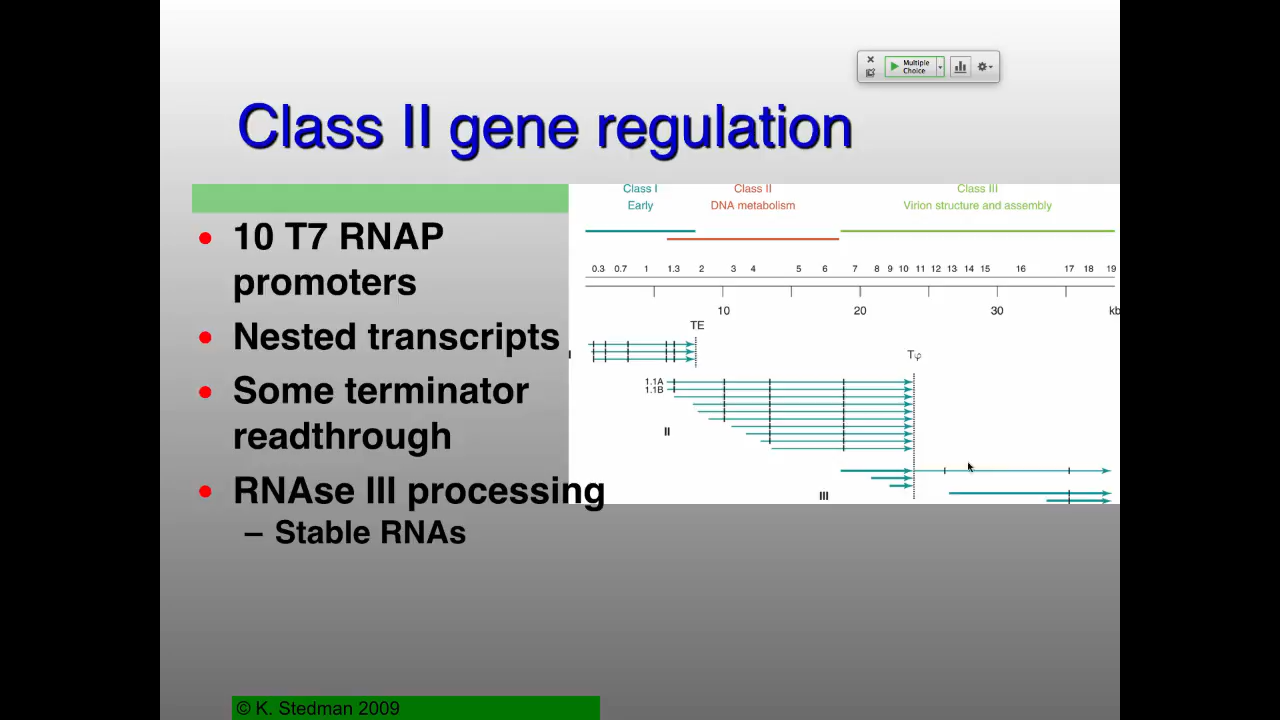 Multiple
Choice
Class II gene regulation
10 T7 RNAP
promoters
Nested transcripts
Some terminator
readthrough
RNAse III processing
– Stable RNAs
Class I
Early
Class II
DNA metabolism
Class III
Virion structure and assembly
0.3 0.7 1 1.3 2 3 4 5 6 7 8 9 10 11 12 13 14 15 16 17 18 19
10 20 30 kb
TE
Tφ
I
1.1A
1.1B
II
III
© K. Stedman 2009